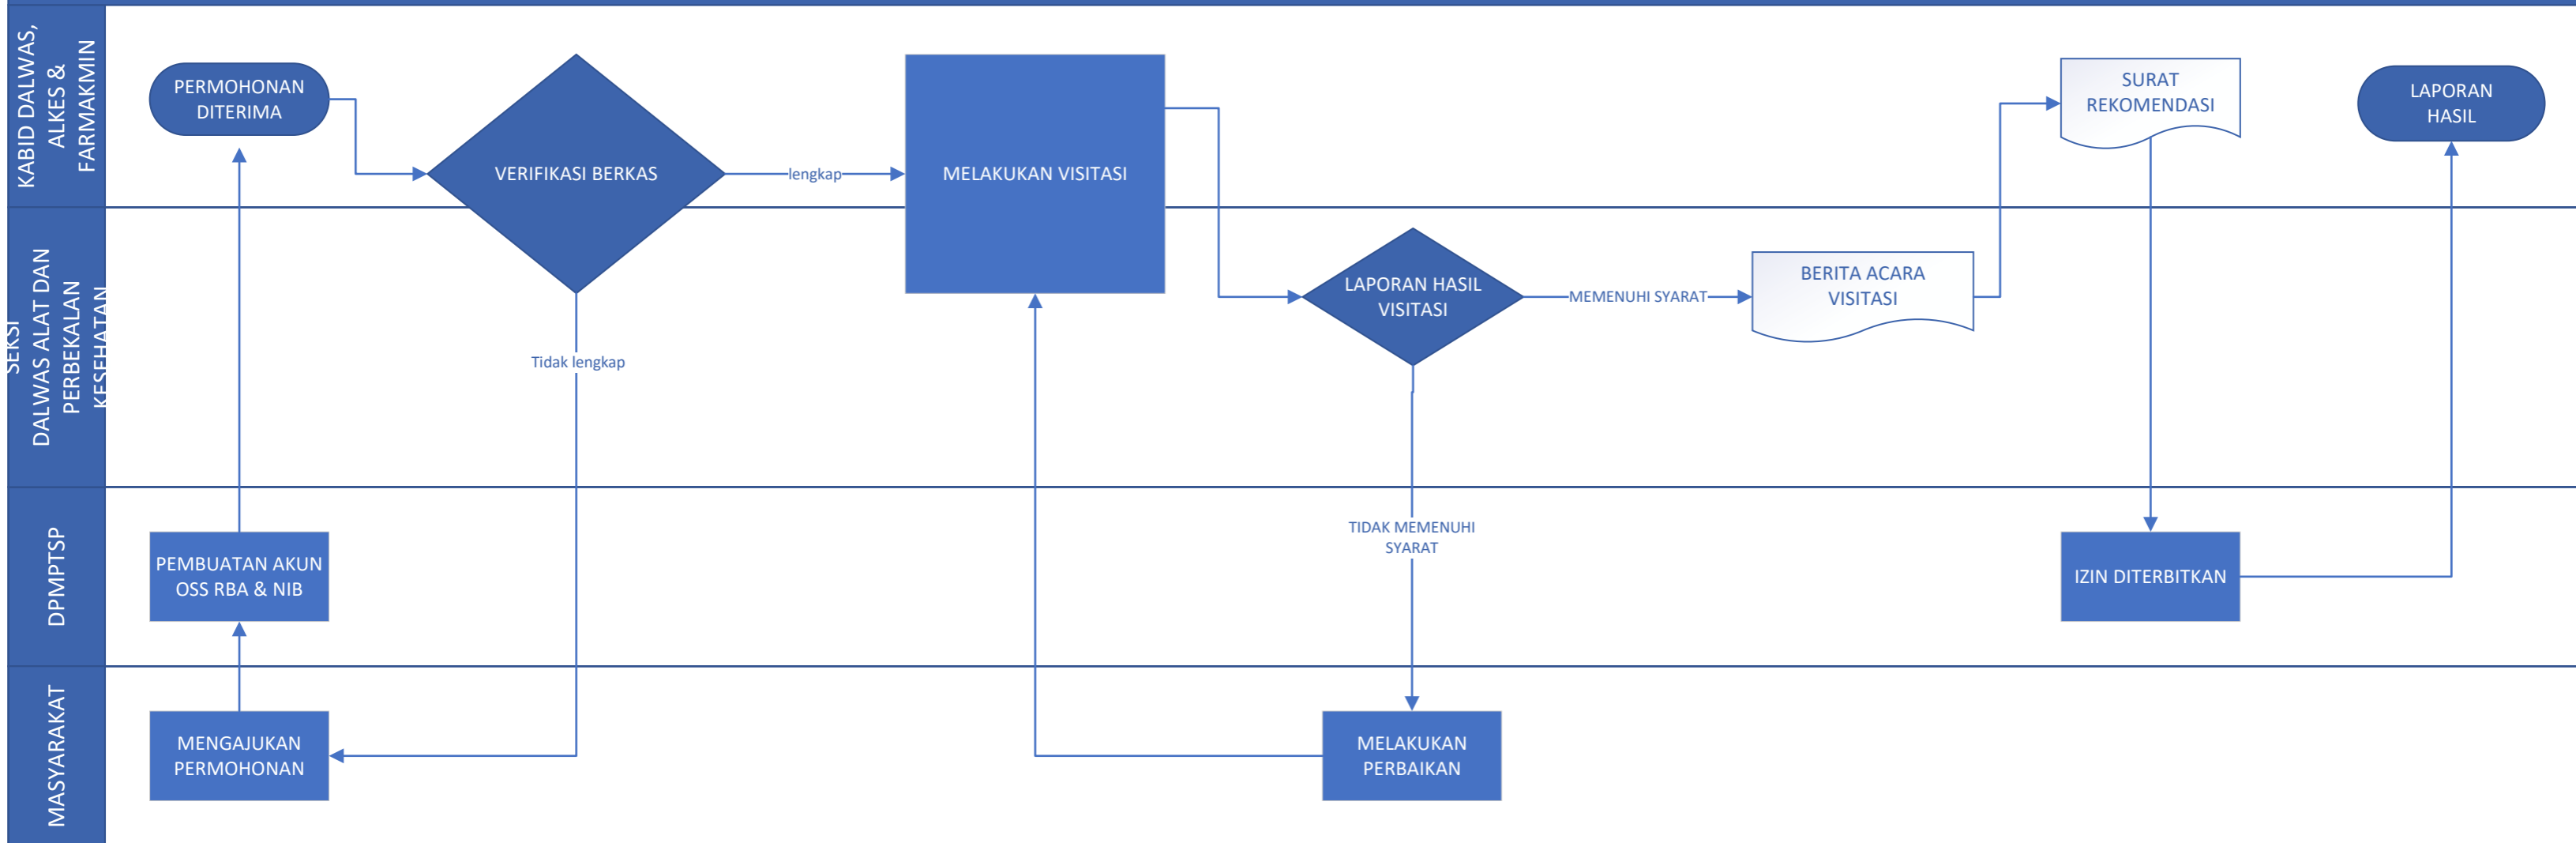 KABID DALWAS,
ALKES &
FARMAKMIN
PERMOHONAN
DITERIMA
VERIFIKASI BERKAS
lengkap
MELAKUKAN VISITASI
SURAT
REKOMENDASI
LAPORAN
HASIL
SEKSI
DALWAS ALAT DAN
PERBEKALAN
KESEHATAN
Tidak lengkap
LAPORAN HASIL
VISITASI
MEMENUHI SYARAT
BERITA ACARA
VISITASI
DPMPTSP
PEMBUATAN AKUN
OSS RBA & NIB
TIDAK MEMENUHI
SYARAT
IZIN DITERBITKAN
MASYARAKAT
MENGAJUKAN
PERMOHONAN
MELAKUKAN
PERBAIKAN